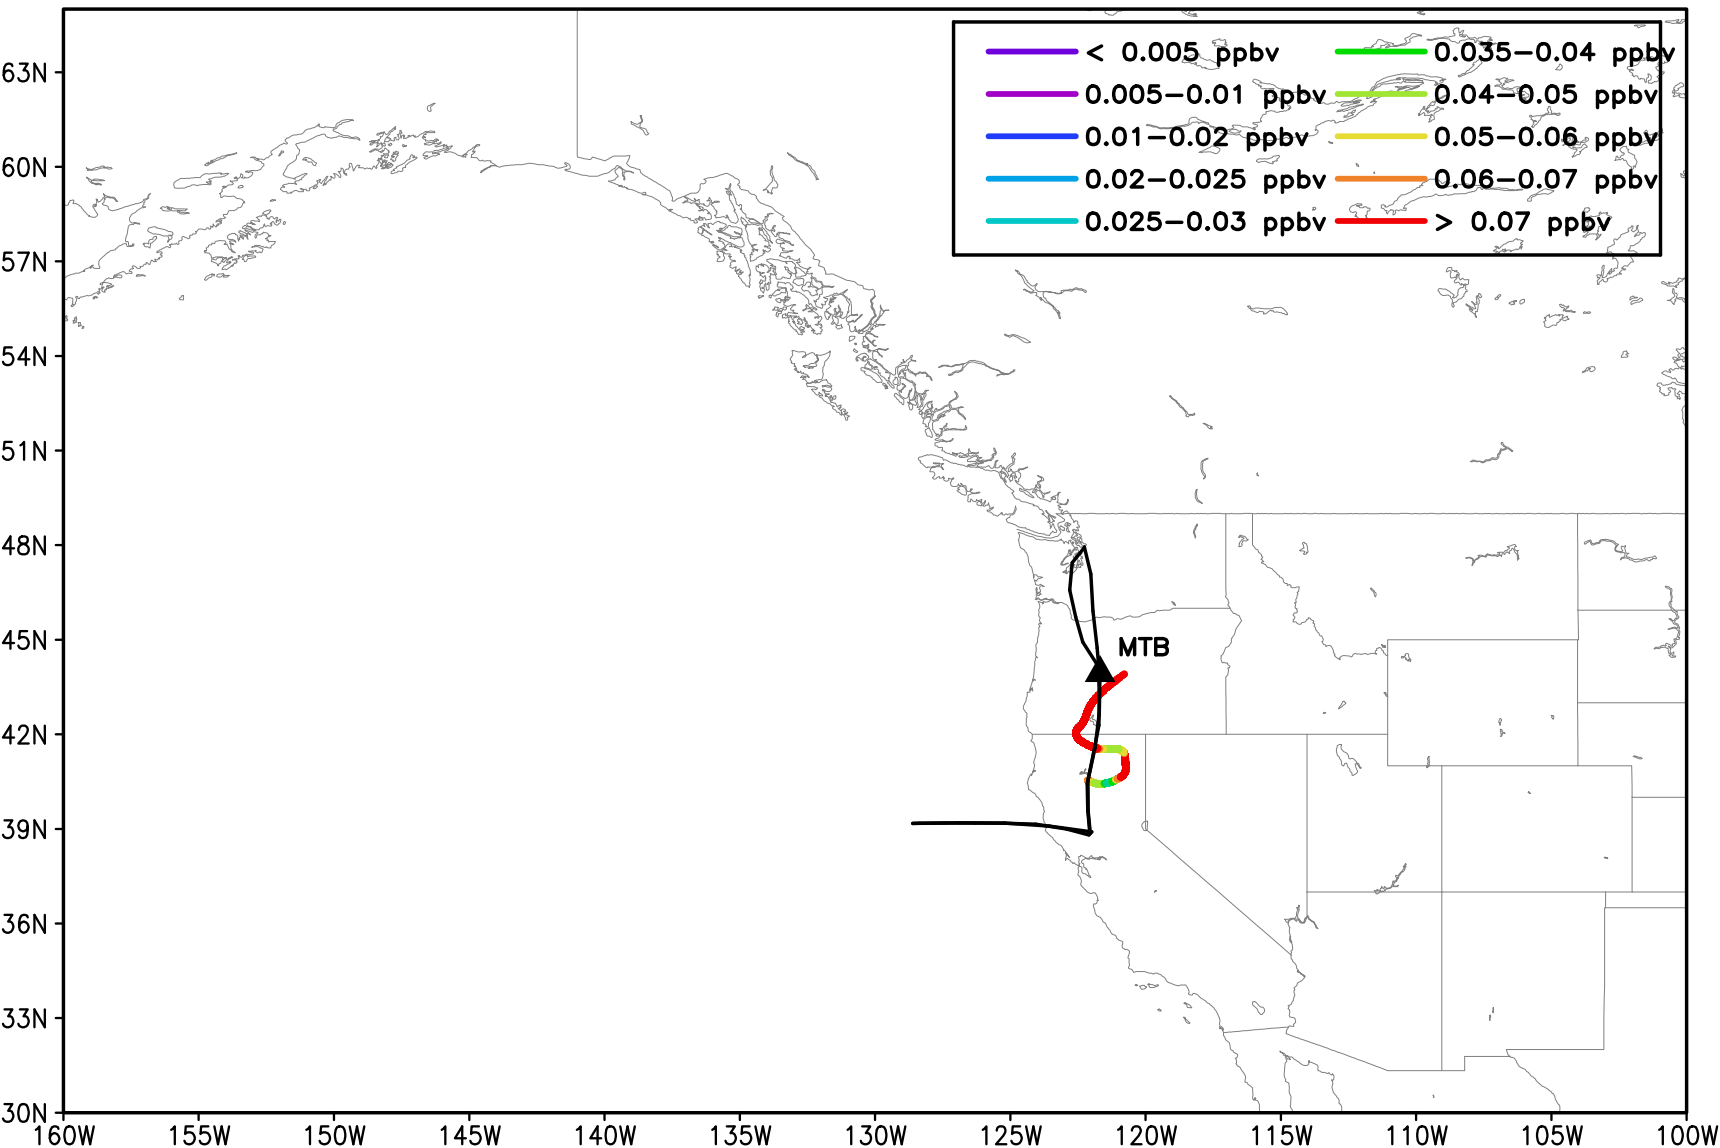 63N
60N
57N
54N
51N
48N
45N
42N
39N
36N
33N
30N
< 0.005 ppbv
0.005-0.01 ppbv
0.01-0.02 ppbv
0.02-0.025 ppbv
0.025-0.03 ppbv
0.035-0.04 ppbv
0.04-0.05 ppbv
0.05-0.06 ppbv
0.06-0.07 ppbv
> 0.07 ppbv
MTB
160W 155W 150W 145W 140W 135W 130W 125W 120W 115W 110W 105W 100W